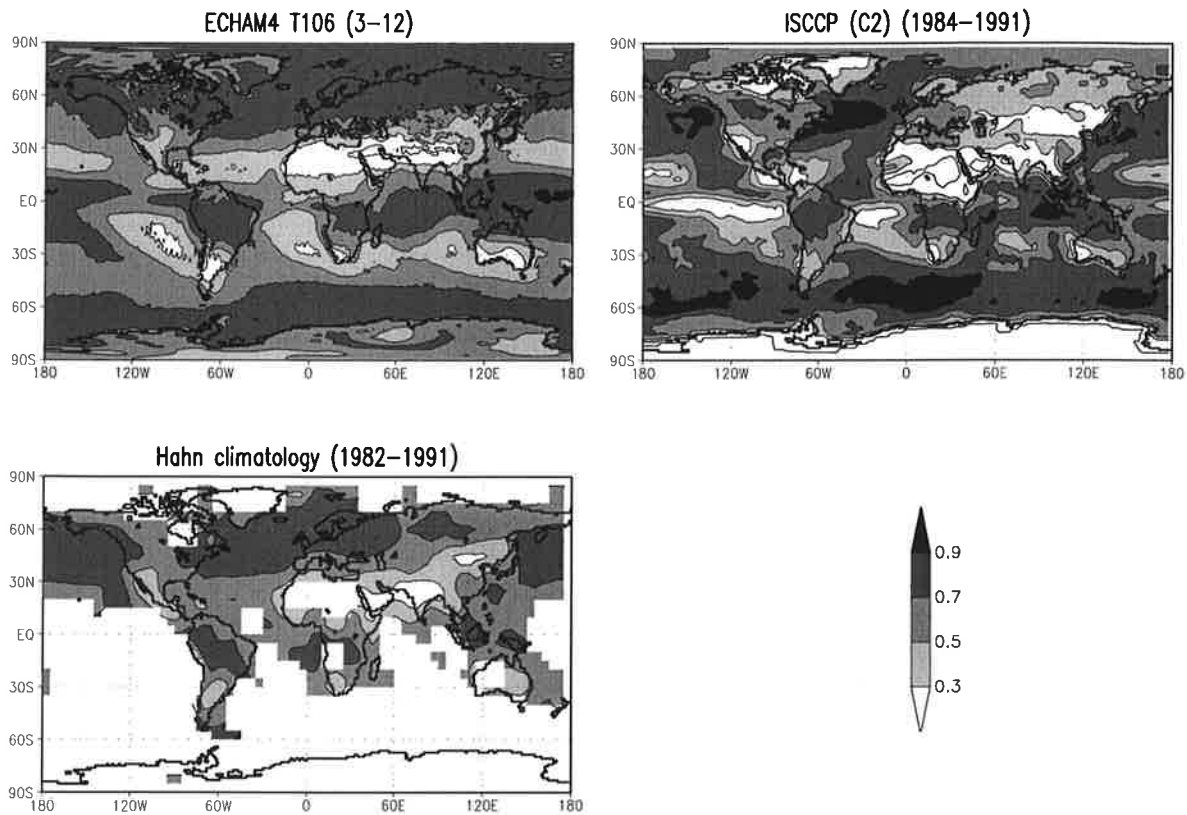 ECHAM4 T106 (3-12)
90N
60N
30N
EQ
30S
60S
90S
180 120W 60W 0 60E 120E 180
ISCCP (C2) (1984-1991)
90N
60N
30N
EQ
30S
60S
90S
180 120W 60W 0 60E 120E 180
Hahn climatology (1982-1991)
90N
60N
30N
EQ
30S
60S
90S
180 120W 60W 0 60E 120E 180
0.9
0.7
0.5
0.3